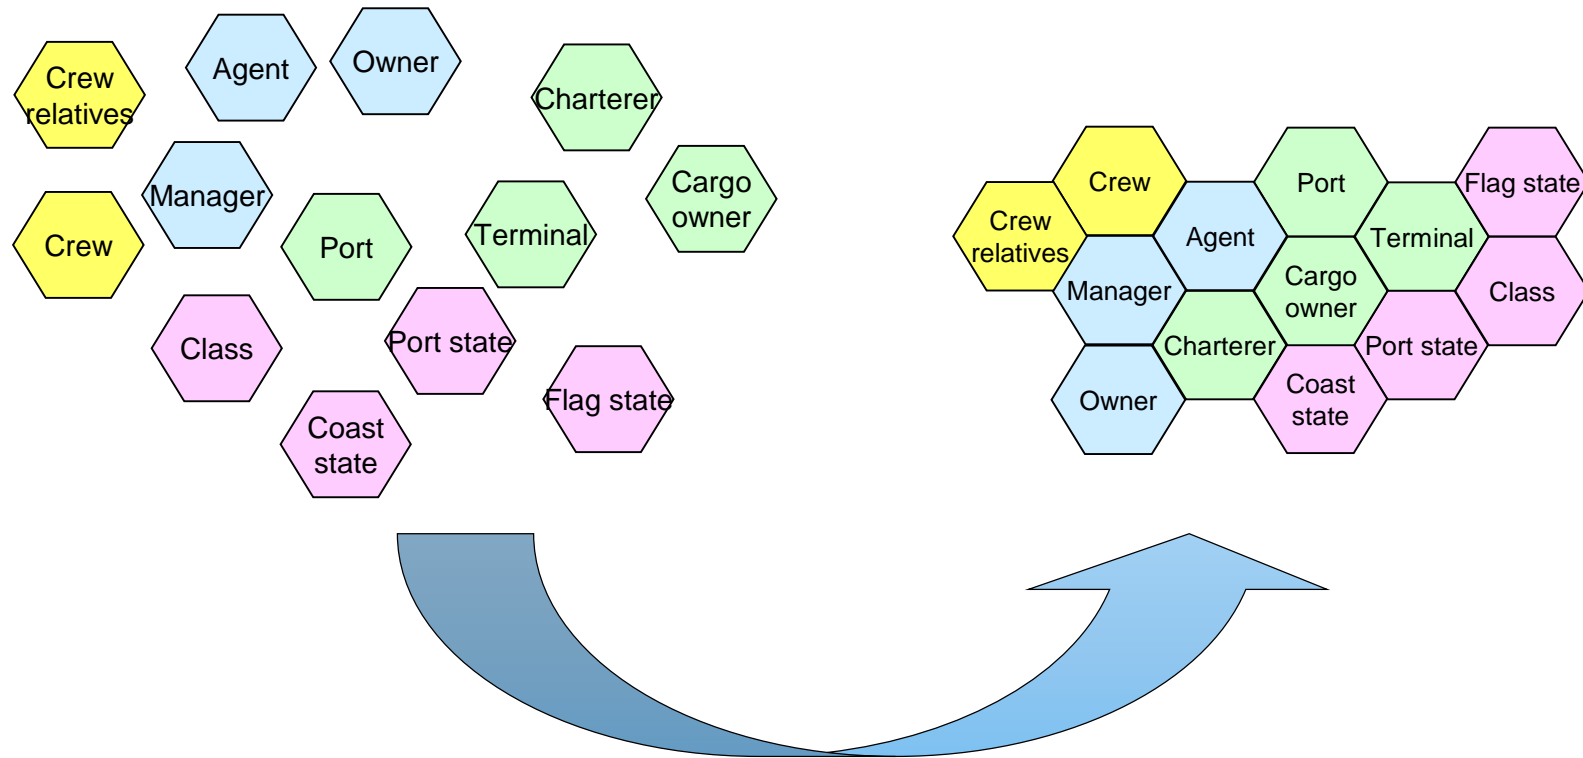 Crew
relatives
Agent
Owner
Charterer
Manager
Cargo
owner
Crew
Port
Terminal
Class
Port state
Flag state
Coast
state
Crew
relatives
Crew
Agent
Port
Terminal
Flag state
Manager
Cargo
owner
Class
Charterer
Port state
Owner
Coast
state